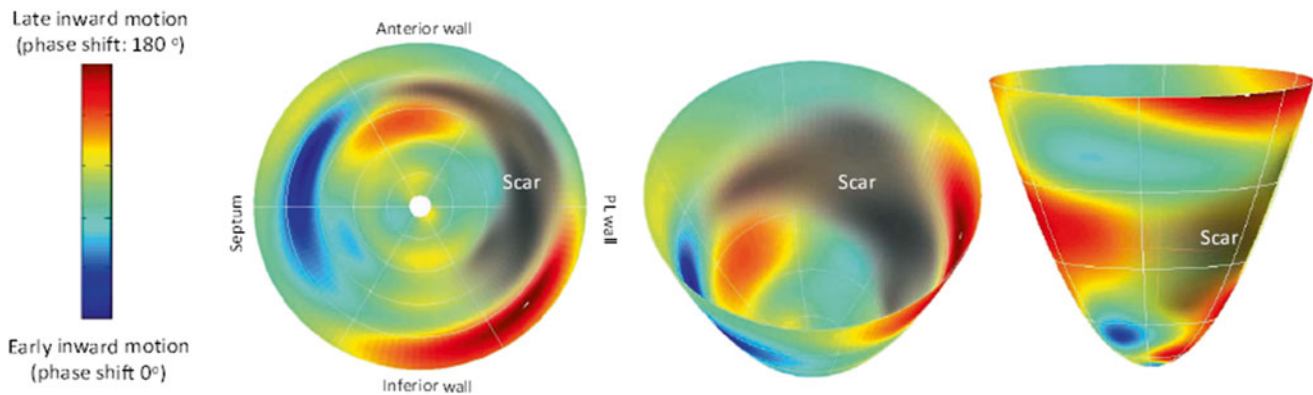 Late inward motion
(phase shift: 180 °)
Early inward motion
(phase shift 0°)
Anterior wall
Septum
Scar
PL wall
Inferior wall
Scar
Scar